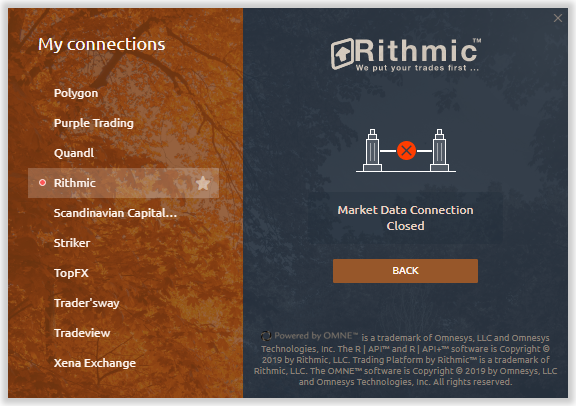 My connections
Polygon
Purple Trading
Quandl
Rithmic
Scandinavian Capital...
Striker
TopFX
Trader'sway
Tradeview
Xena Exchange
Rithmic™
We put your trades first ...
Market Data Connection
Closed
BACK
Powered by OMNE™ is a trademark of Omnesys, LLC and Omnesys
Technologies, Inc. The R | API™ and R | API+™ software is Copyright ©
2019 by Rithmic, LLC. Trading Platform by Rithmic™ is a trademark of
Rithmic, LLC. The OMNE™ software is Copyright © 2019 by Omnesys, LLC
and Omnesys Technologies, Inc. All rights reserved.